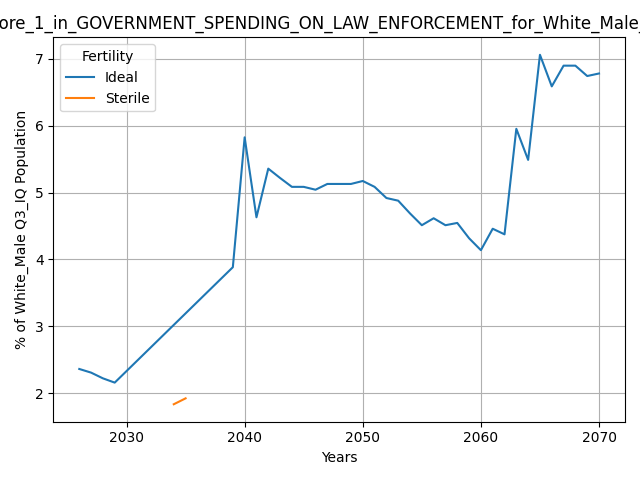 ore_1_in_GOVERNMENT_SPENDING_ON_LAW_ENFORCEMENT_for_White_Male_
Fertility
Ideal
Sterile
% of White_Male Q3_IQ Population
7
6
5
4
3
2
2030 2040 2050 2060 2070
Years